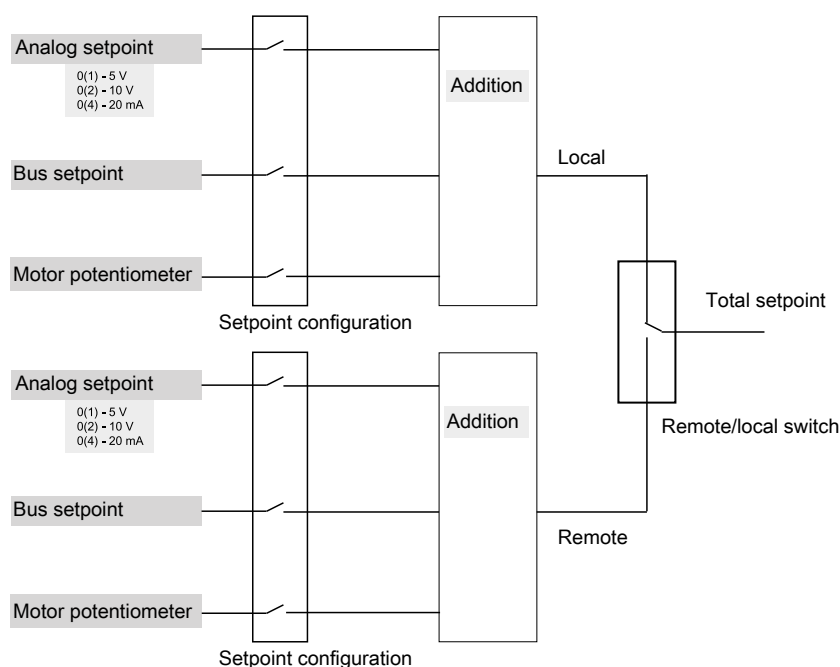 Analog setpoint
0(1) - 5 V
0(2) - 10 V
0(4) - 20 mA
Addition
Bus setpoint
Local
Motor potentiometer
Setpoint configuration
Total setpoint
Analog setpoint
0(1) - 5 V
0(2) - 10 V
0(4) - 20 mA
Addition
Remote/local switch
Bus setpoint
Remote
Motor potentiometer
Setpoint configuration